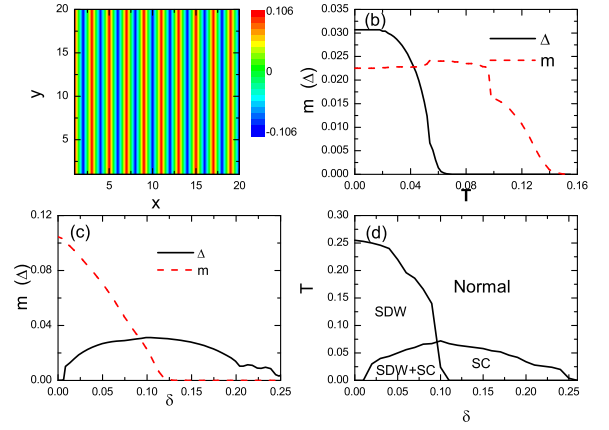 20
15
10
5
y
5
10
15
20
x
0.106
0
-0.106
(b)
Δ
m
0.035
0.030
0.025
0.020
0.015
0.010
0.005
0.000
m (Δ)
0.00
0.04
0.08
0.12
0.16
T
(c)
Δ
m
0.12
0.08
0.04
0.00
m (Δ)
0.00
0.05
0.10
0.15
0.20
0.25
δ
(d)
0.30
0.25
0.20
0.15
0.10
0.05
0.00
T
Normal
SDW
SDW+SC
SC
0.00
0.05
0.10
0.15
0.20
0.25
δ